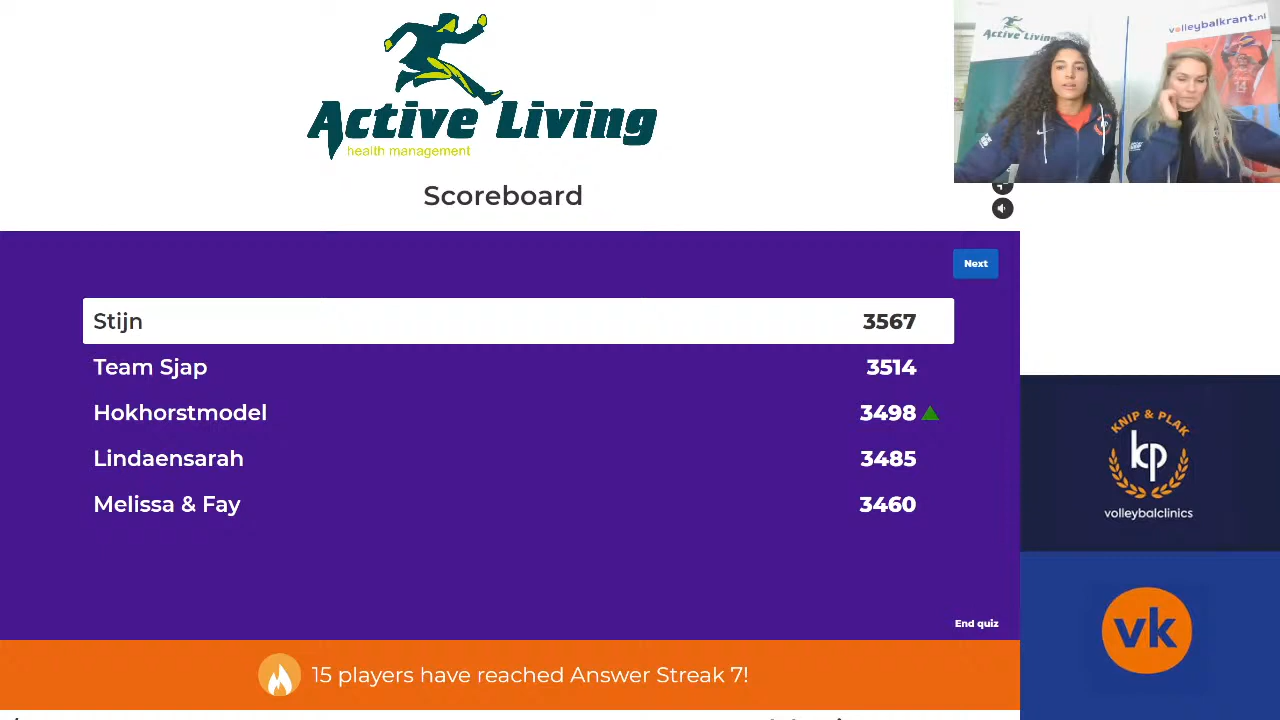 Active Living
health management
Scoreboard
Next
Stijn 3567
Team Sjap 3514
Hokhorstmodel 3498
Lindaensarah 3485
Melissa & Fay 3460
End quiz
15 players have reached Answer Streak 7!
Active Living
volleybalkrant.nl
14
KNIP & PLAK
kp
volleybalclinics
vk